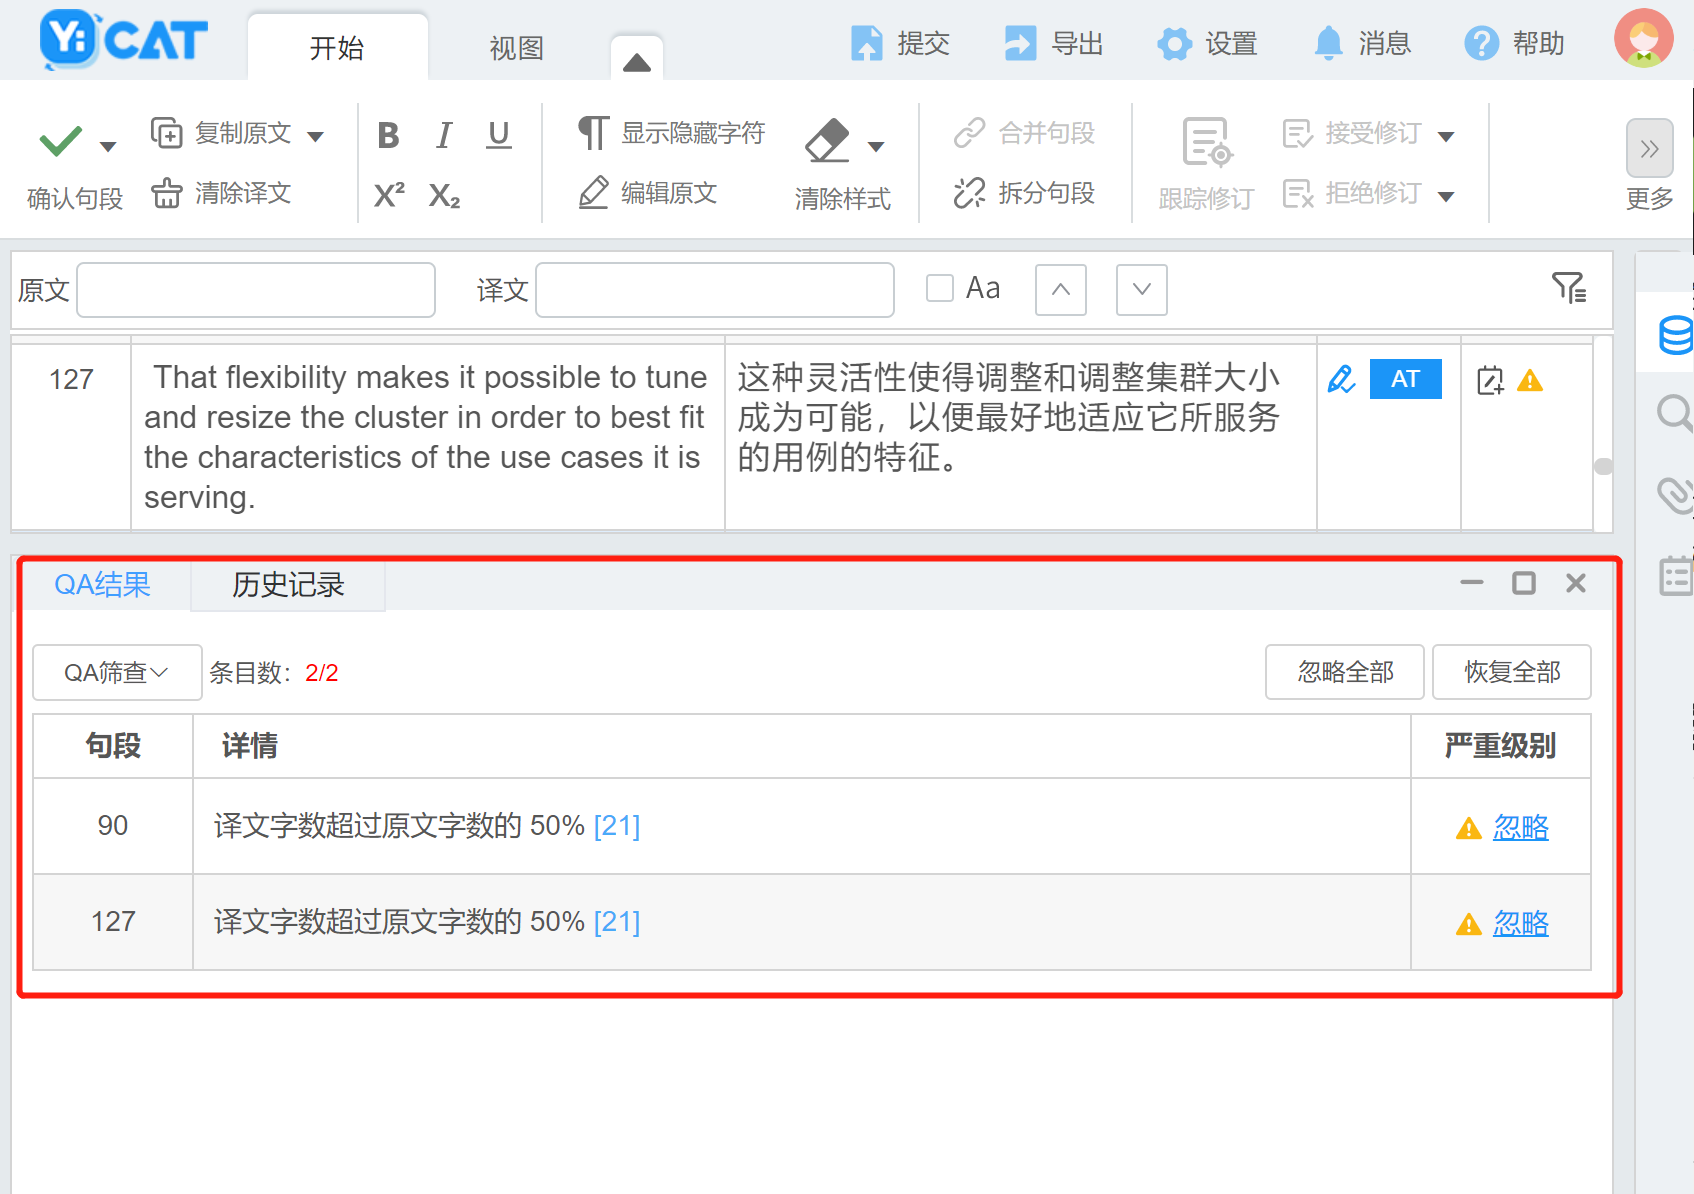 YiCAT
开始
视图
提交
导出
设置
消息
帮助
确认句段
复制原文
清除译文
B I U
X² X₂
显示隐藏字符
编辑原文
清除样式
合并句段
拆分句段
跟踪修订
接受修订
拒绝修订
更多
原文
译文
Aa
127
That flexibility makes it possible to tune
and resize the cluster in order to best fit
the characteristics of the use cases it is
serving.
这种灵活性使得调整和调整集群大小
成为可能，以便最好地适应它所服务
的用例的特征。
AT
QA结果
历史记录
QA筛查
条目数：2/2
忽略全部
恢复全部
句段 详情 严重级别
90 译文字数超过原文字数的 50% [21] 忽略
127 译文字数超过原文字数的 50% [21] 忽略